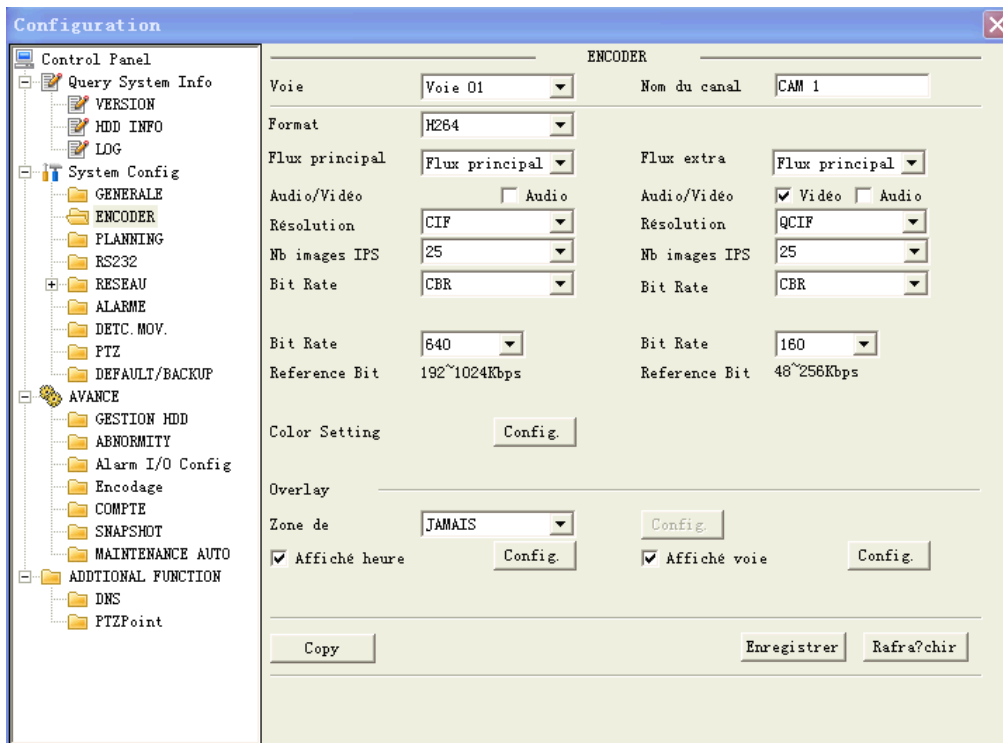 Configuration
Control Panel
Query System Info
VERSION
HDD INFO
LOG
System Config
GENERALE
ENCODER
PLANNING
RS232
RESEAU
ALARME
DETC.MOV.
PTZ
DEFAULT/BACKUP
AVANCE
GESTION HDD
ABNORMITY
Alarm I/O Config
Encodage
COMPTE
SNAPSHOT
MAINTENANCE AUTO
ADDTIONAL FUNCTION
DNS
PTZPoint
ENCODER
Voie Voie 01 Nom du canal CAM 1
Format H264
Flux principal Flux principal Flux extra Flux principal
Audio/Vidéo Audio Audio/Vidéo Vidéo Audio
Résolution CIF Résolution QCIF
Nb images IPS 25 Nb images IPS 25
Bit Rate CBR Bit Rate CBR
Bit Rate 640 Bit Rate 160
Reference Bit 192~1024Kbps Reference Bit 48~256Kbps
Color Setting Config.
Overlay
Zone de JAMAIS Config.
Affiché heure Config. Affiché voie Config.
Copy Enregistrer Rafra?chir